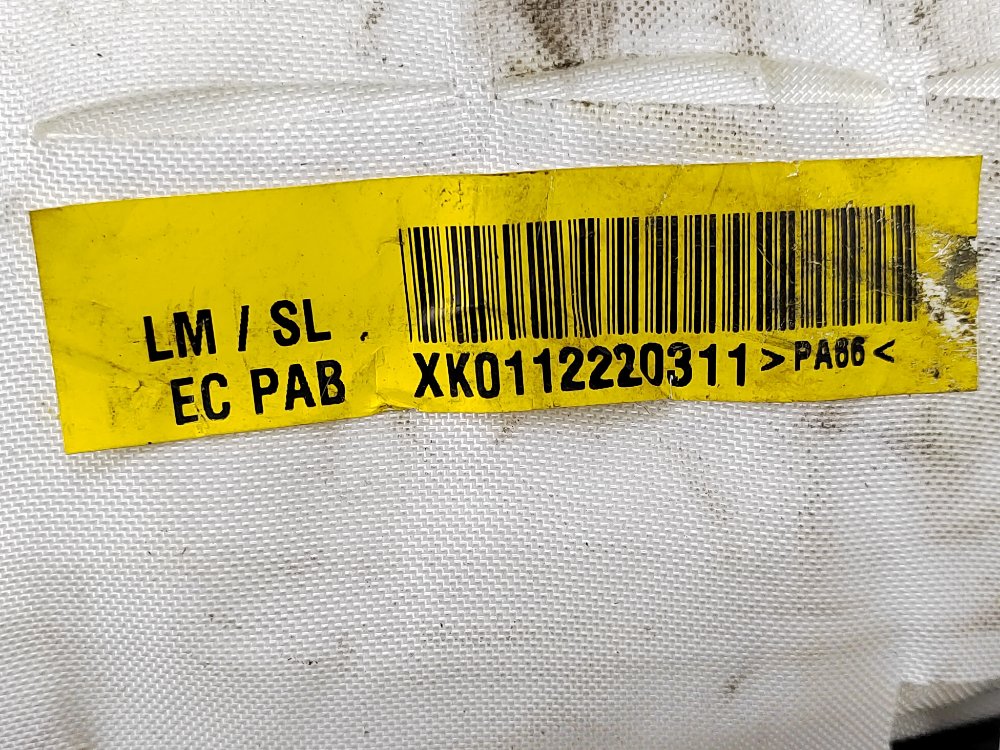 LM / SL
EC PAB
XK0112220311 >PA66<